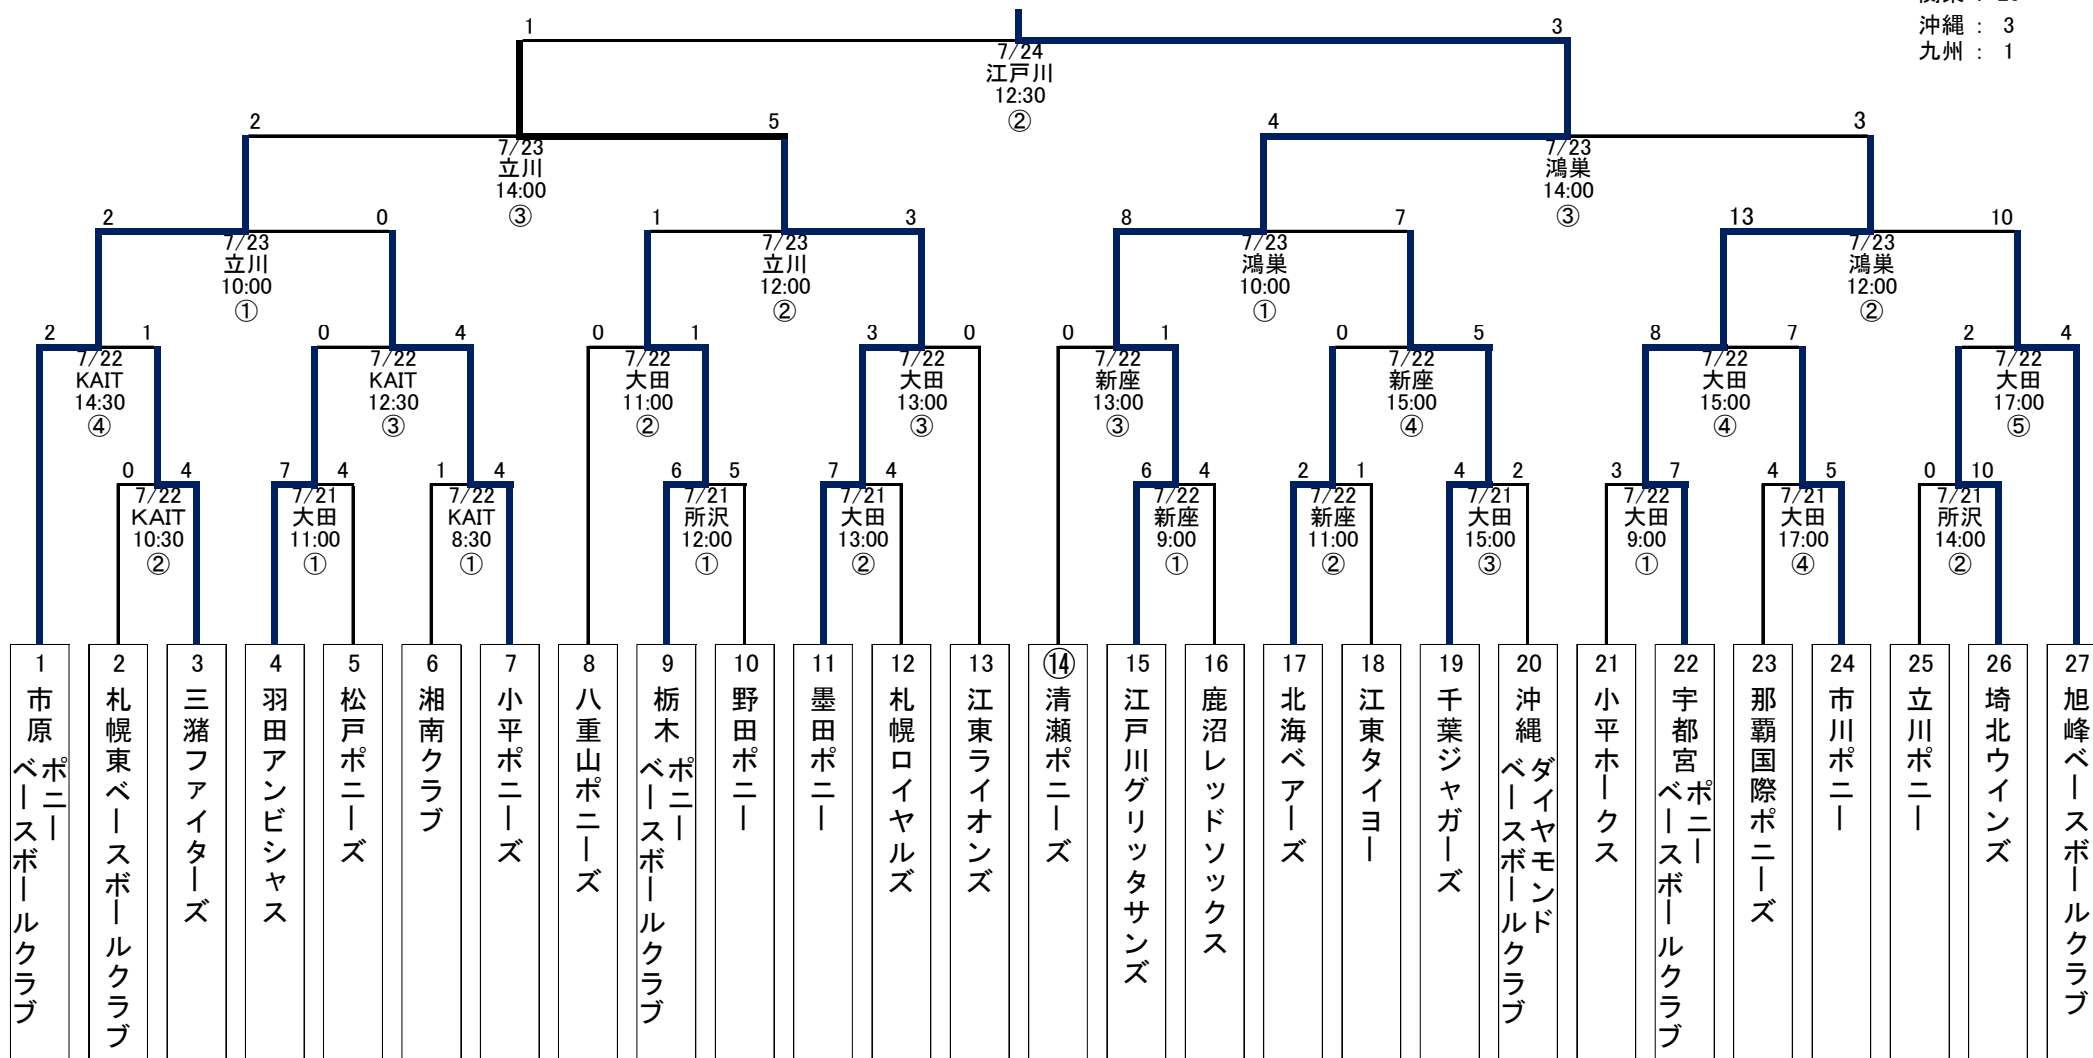 沖縄 : 3
九州 : 1
1 3
7/24
江戸川
12:30
②
2 5 4 3
7/23 7/23
立川 鴻巣
14:00 14:00
③ ③
2 0 1 3 8 7 13 10
7/23 7/23 7/23 7/23
立川 立川 鴻巣 鴻巣
10:00 12:00 10:00 12:00
① ② ① ②
2 1 0 4 0 1 3 0 0 1 0 5 8 7 2 4
7/22 7/22 7/22 7/22 7/22 7/22 7/22 7/22
KAIT KAIT 大田 大田 新座 新座 大田 大田
14:30 12:30 11:00 13:00 13:00 15:00 15:00 17:00
④ ③ ② ③ ③ ④ ④ ⑤
0 4 7 4 1 4 6 5 7 4 6 4 2 1 4 2 3 7 4 5 0 10
7/22 7/21 7/22 7/21 7/21 7/22 7/22 7/21 7/22 7/21 7/21
KAIT 大田 KAIT 所沢 大田 新座 新座 大田 大田 大田 所沢
10:30 11:00 8:30 12:00 13:00 9:00 11:00 15:00 9:00 17:00 14:00
② ① ① ① ② ① ② ③ ① ④ ②
1 市原ポニーベースボールクラブ
2 札幌東ベースボールクラブ
3 三潴ファイターズ
4 羽田アンビシャス
5 松戸ポニーズ
6 湘南クラブ
7 小平ポニーズ
8 八重山ポニーズ
9 栃木ポニーベースボールクラブ
10 野田ポニー
11 墨田ポニー
12 札幌ロイヤルズ
13 江東ライオンズ
⑭ 清瀬ポニーズ
15 江戸川グリッタサンズ
16 鹿沼レッドソックス
17 北海ベアーズ
18 江東タイヨー
19 千葉ジャガーズ
20 沖縄ダイヤモンドベースボールクラブ
21 小平ホークス
22 宇都宮ポニーベースボールクラブ
23 那覇国際ポニーズ
24 市川ポニー
25 立川ポニー
26 埼北ウインズ
27 旭峰ベースボールクラブ